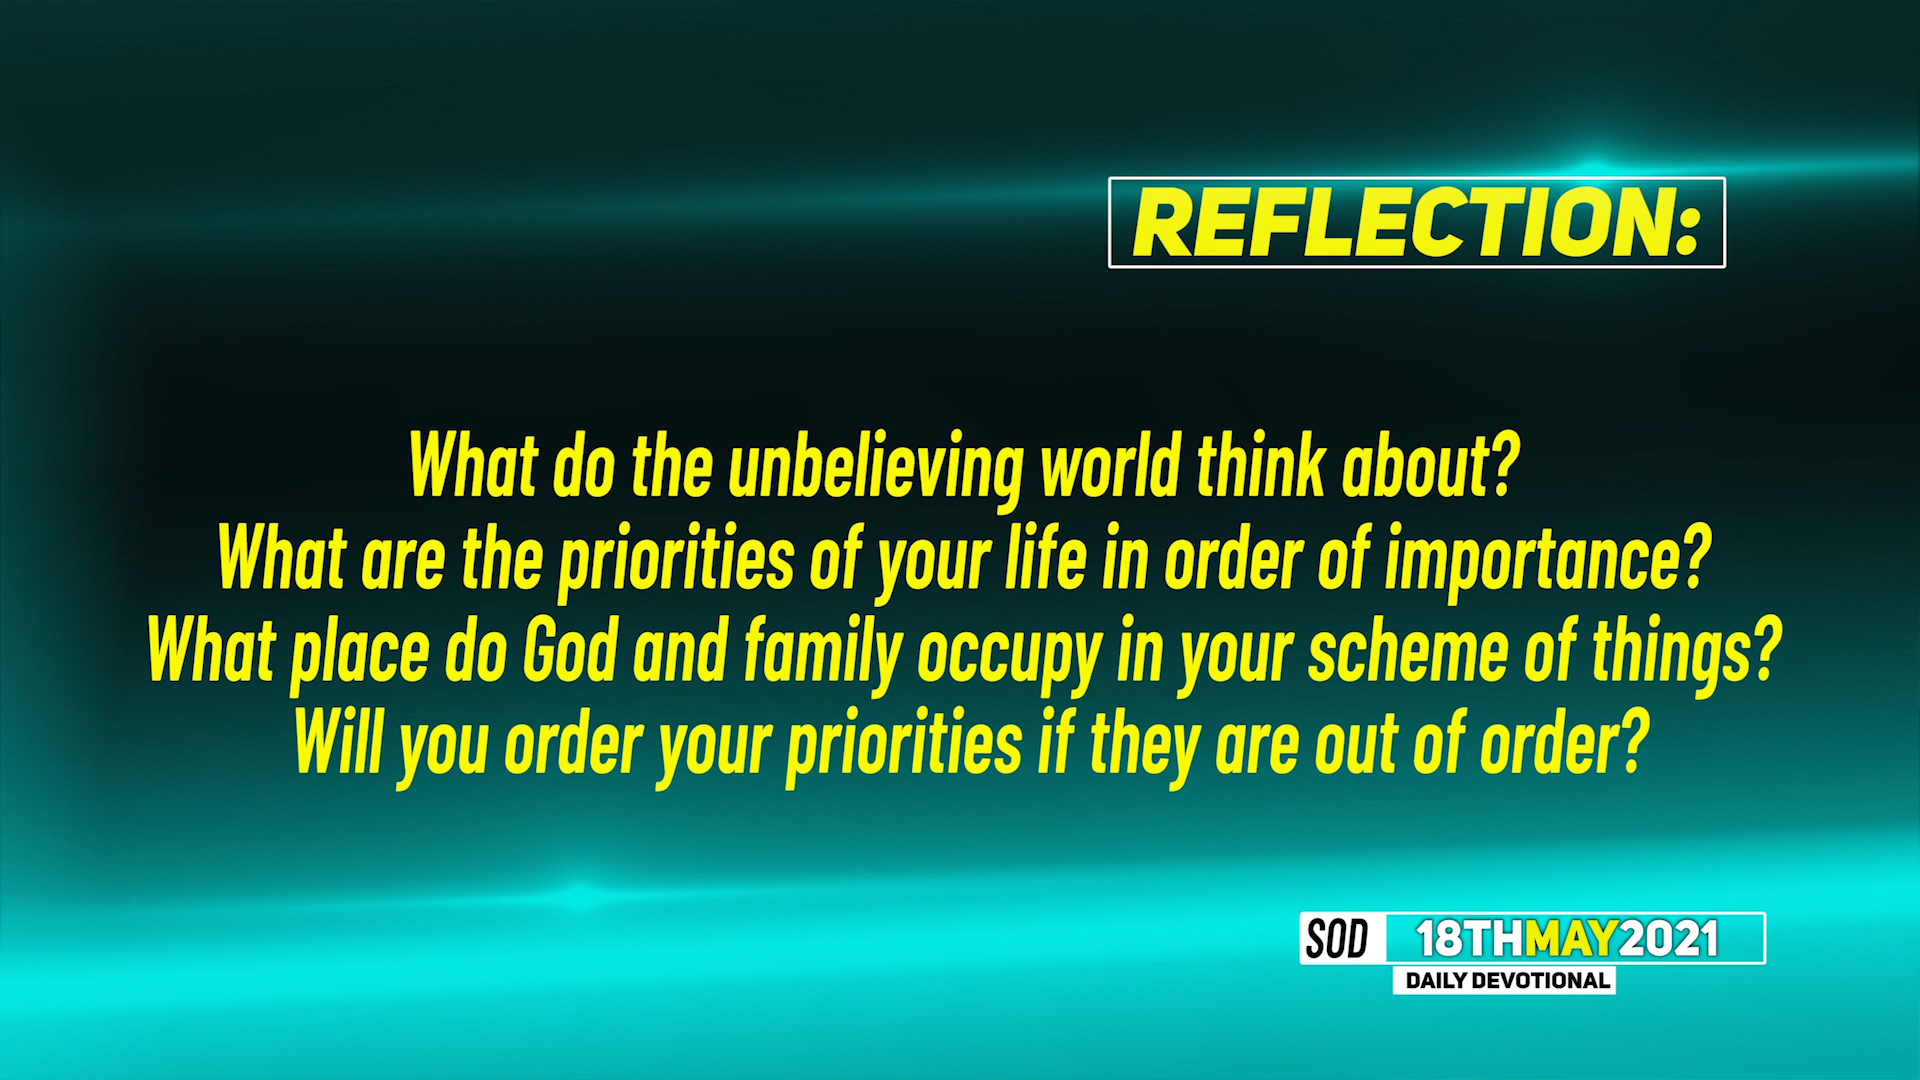 REFLECTION:
What do the unbelieving world think about?
What are the priorities of your life in order of importance?
What place do God and family occupy in your scheme of things?
Will you order your priorities if they are out of order?
SOD 18THMAY2021
DAILY DEVOTIONAL